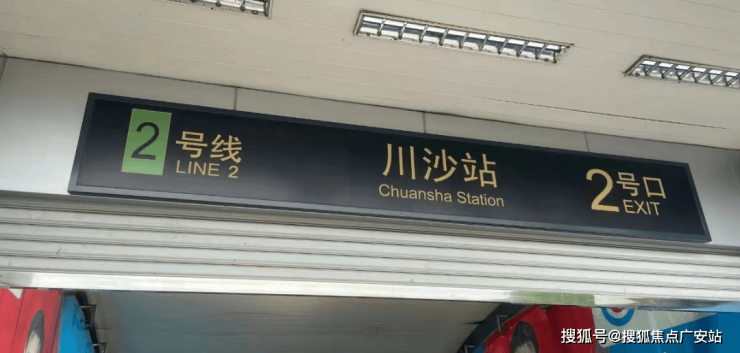 2号线
LINE 2
川沙站
Chuansha Station
2号口
EXIT
搜狐号@搜狐焦点广安站